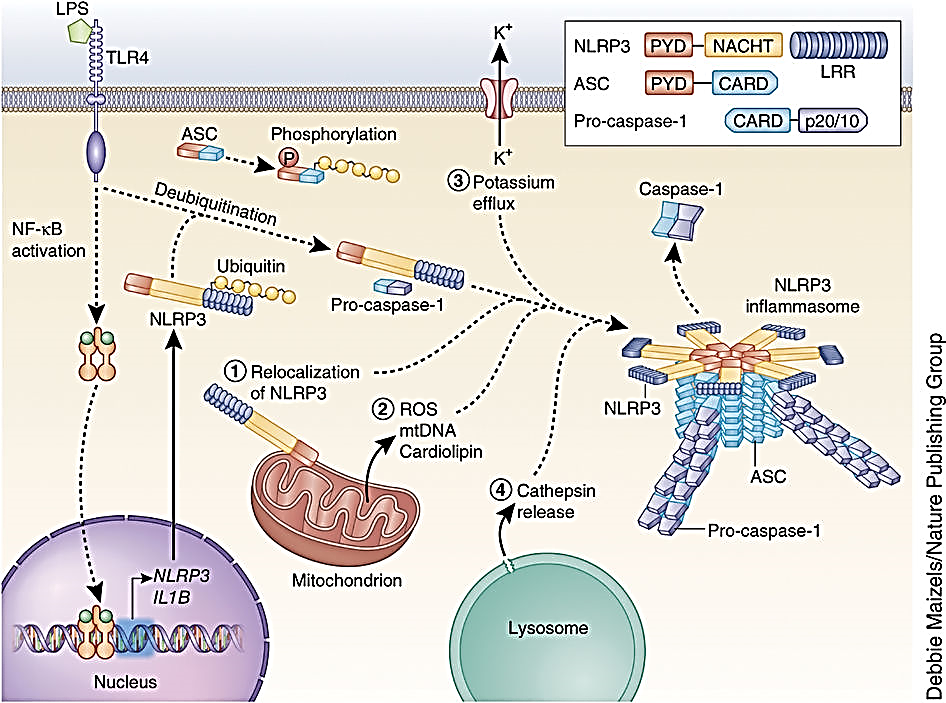 LPS
TLR4
K⁺
K⁺
NLRP3
PYD
NACHT
LRR
ASC
PYD
CARD
Pro-caspase-1
CARD
p20/10
ASC
Phosphorylation
P
③ Potassium
efflux
Caspase-1
Deubiquitination
NF-κB
activation
Ubiquitin
NLRP3
Pro-caspase-1
NLRP3
inflammasome
① Relocalization
of NLRP3
② ROS
mtDNA
Cardiolipin
NLRP3
ASC
④ Cathepsin
release
Pro-caspase-1
Mitochondrion
NLRP3
IL1B
Lysosome
Nucleus
Debbie Maizels/Nature Publishing Group